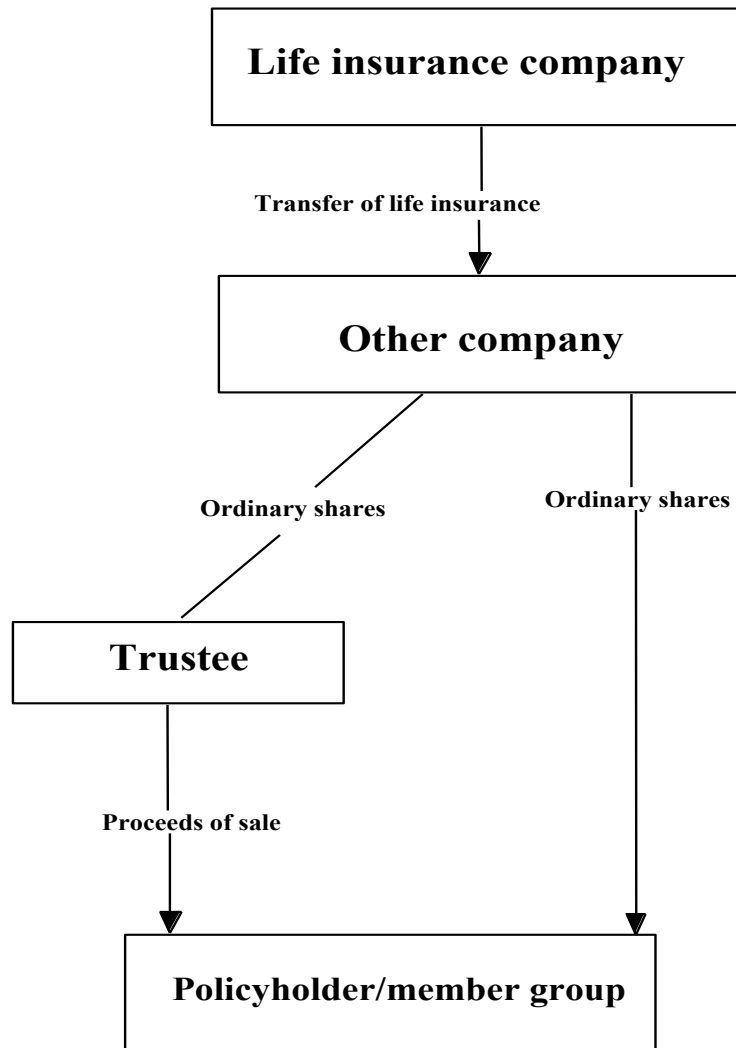 Life insurance company
Transfer of life insurance
Other company
Ordinary shares
Ordinary shares
Trustee
Proceeds of sale
Policyholder/member group